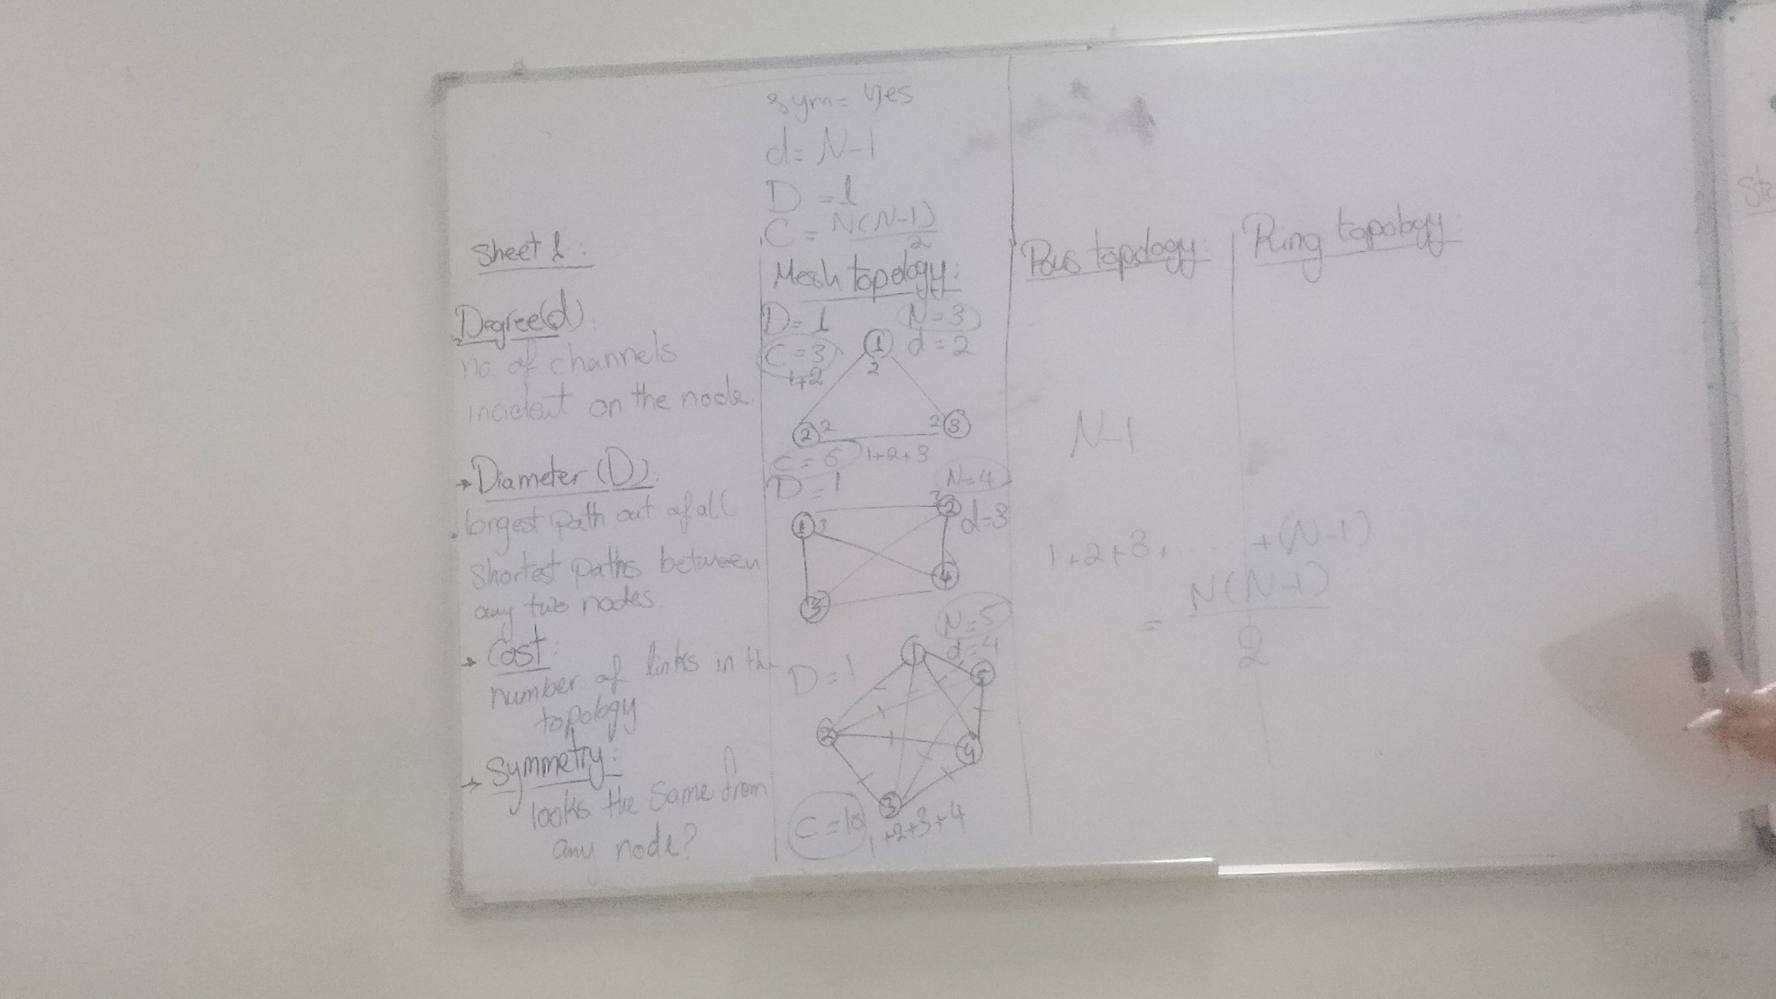 Sheet 1:
Degree(d)
no. of channels
incident on the node
→ Diameter (D)
longest path out of all
shortest paths between
any two nodes.
→ Cost:
number of links in the
topology
→ Symmetry:
looks the same from
any node?
sym= Yes
d= N-1
D = 1
C = N(N-1)
2
Mesh topology:
D= 1
N=3
C=3
d=2
1+2
1
2
2 2
2 3
C=6
1+2+3
D=1
N=4
1 3
3 2
d=3
4
3
N=5
d=4
D=1
1
5
2
4
3
C=10
1+2+3+4
Bus topology:
N-1
1+2+3+ ... +(N-1)
= N(N-1)
2
Ring topology: